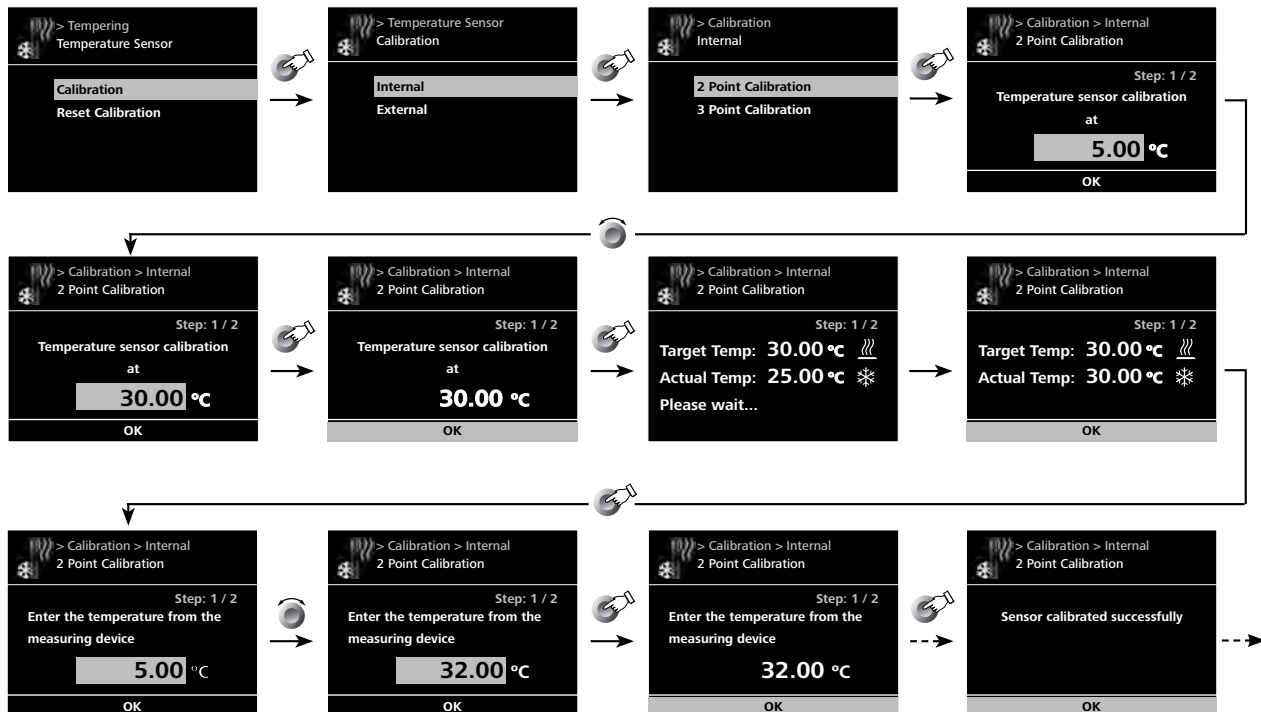 > Tempering
Temperature Sensor
Calibration
Reset Calibration
> Temperature Sensor
Calibration
Internal
External
> Calibration
Internal
2 Point Calibration
3 Point Calibration
> Calibration > Internal
2 Point Calibration
Step: 1 / 2
Temperature sensor calibration
at
5.00 °C
OK
> Calibration > Internal
2 Point Calibration
Step: 1 / 2
Temperature sensor calibration
at
30.00 °C
OK
> Calibration > Internal
2 Point Calibration
Step: 1 / 2
Temperature sensor calibration
at
30.00 °C
OK
> Calibration > Internal
2 Point Calibration
Step: 1 / 2
Target Temp: 30.00 °C
Actual Temp: 25.00 °C
Please wait...
> Calibration > Internal
2 Point Calibration
Step: 1 / 2
Target Temp: 30.00 °C
Actual Temp: 30.00 °C
OK
> Calibration > Internal
2 Point Calibration
Step: 1 / 2
Enter the temperature from the
measuring device
5.00 °C
OK
> Calibration > Internal
2 Point Calibration
Step: 1 / 2
Enter the temperature from the
measuring device
32.00 °C
OK
> Calibration > Internal
2 Point Calibration
Step: 1 / 2
Enter the temperature from the
measuring device
32.00 °C
OK
> Calibration > Internal
2 Point Calibration
Sensor calibrated successfully
OK